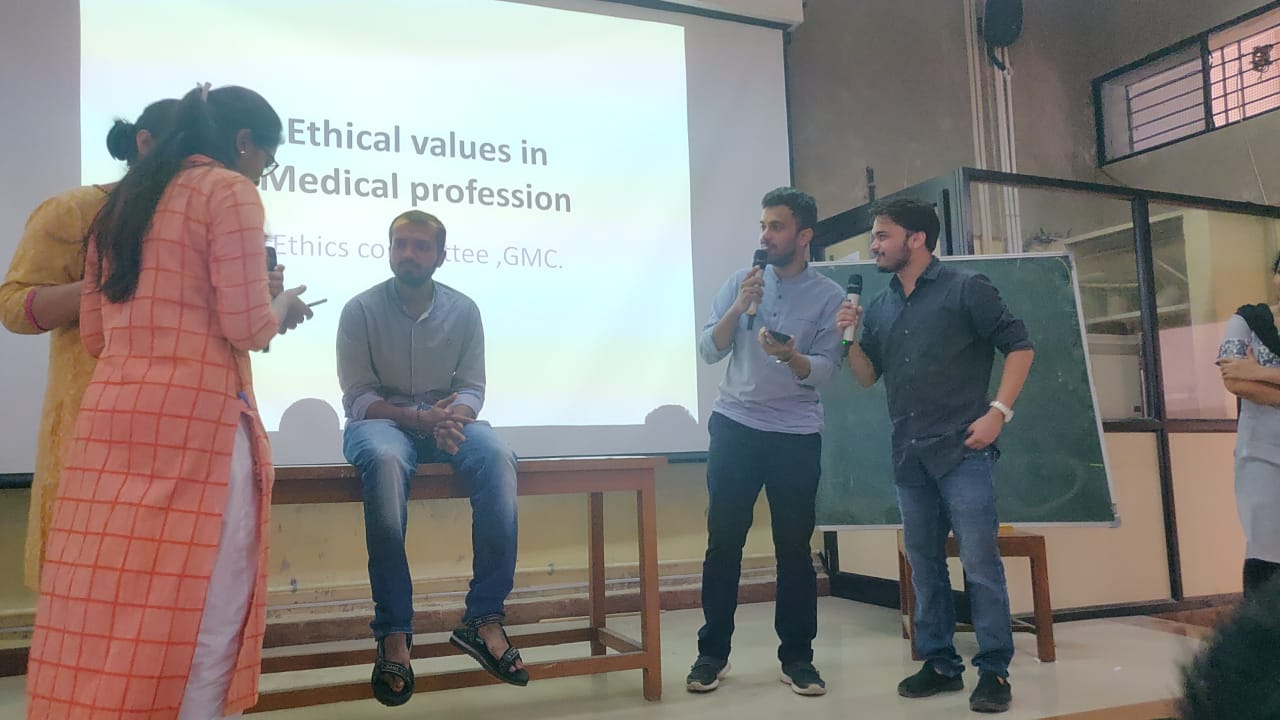 Ethical values in
Medical profession
Ethics co ttee ,GMC.